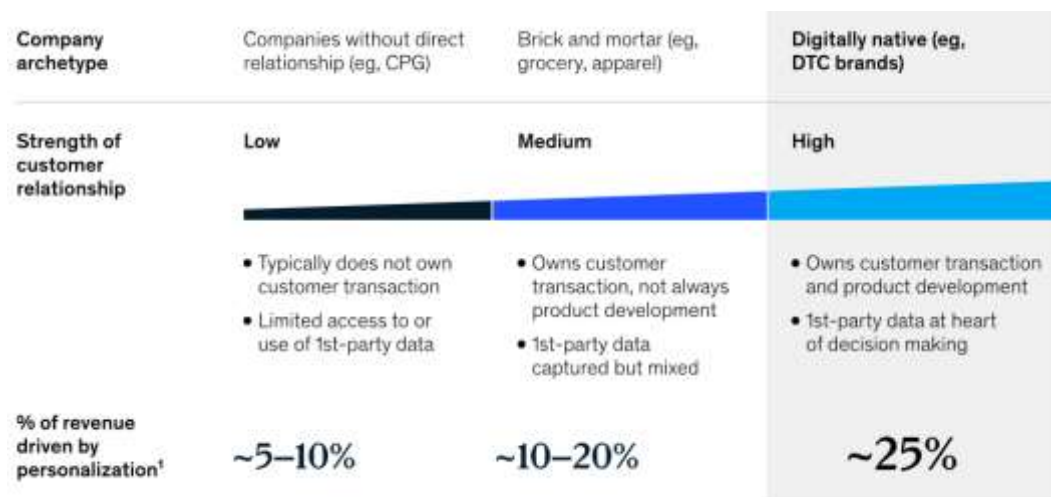 Company
archetype
Companies without direct
relationship (eg, CPG)
Brick and mortar (eg,
grocery, apparel)
Digitally native (eg,
DTC brands)
Strength of
customer
relationship
Low
Medium
High
• Typically does not own
customer transaction
• Limited access to or
use of 1st-party data
• Owns customer
transaction, not always
product development
• 1st-party data
captured but mixed
• Owns customer transaction
and product development
• 1st-party data at heart
of decision making
% of revenue
driven by
personalization¹
~5–10%
~10–20%
~25%